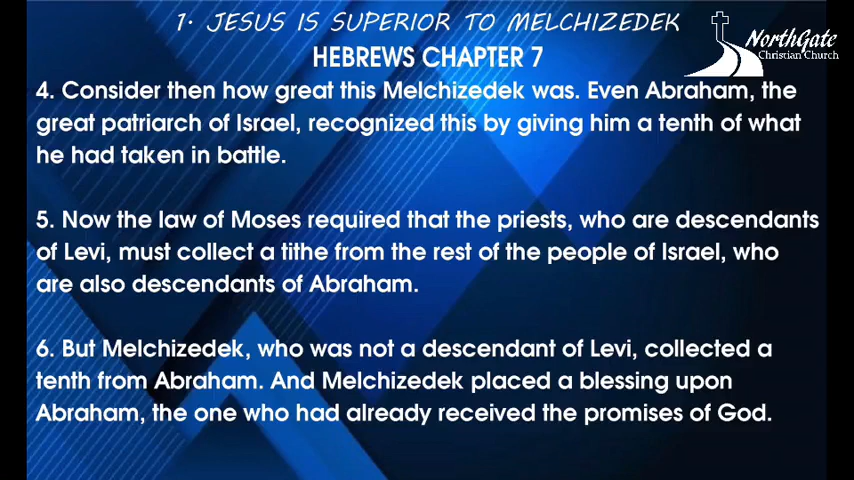 1. JESUS IS SUPERIOR TO MELCHIZEDEK
NorthGate
Christian Church
HEBREWS CHAPTER 7
4. Consider then how great this Melchizedek was. Even Abraham, the
great patriarch of Israel, recognized this by giving him a tenth of what
he had taken in battle.
5. Now the law of Moses required that the priests, who are descendants
of Levi, must collect a tithe from the rest of the people of Israel, who
are also descendants of Abraham.
6. But Melchizedek, who was not a descendant of Levi, collected a
tenth from Abraham. And Melchizedek placed a blessing upon
Abraham, the one who had already received the promises of God.